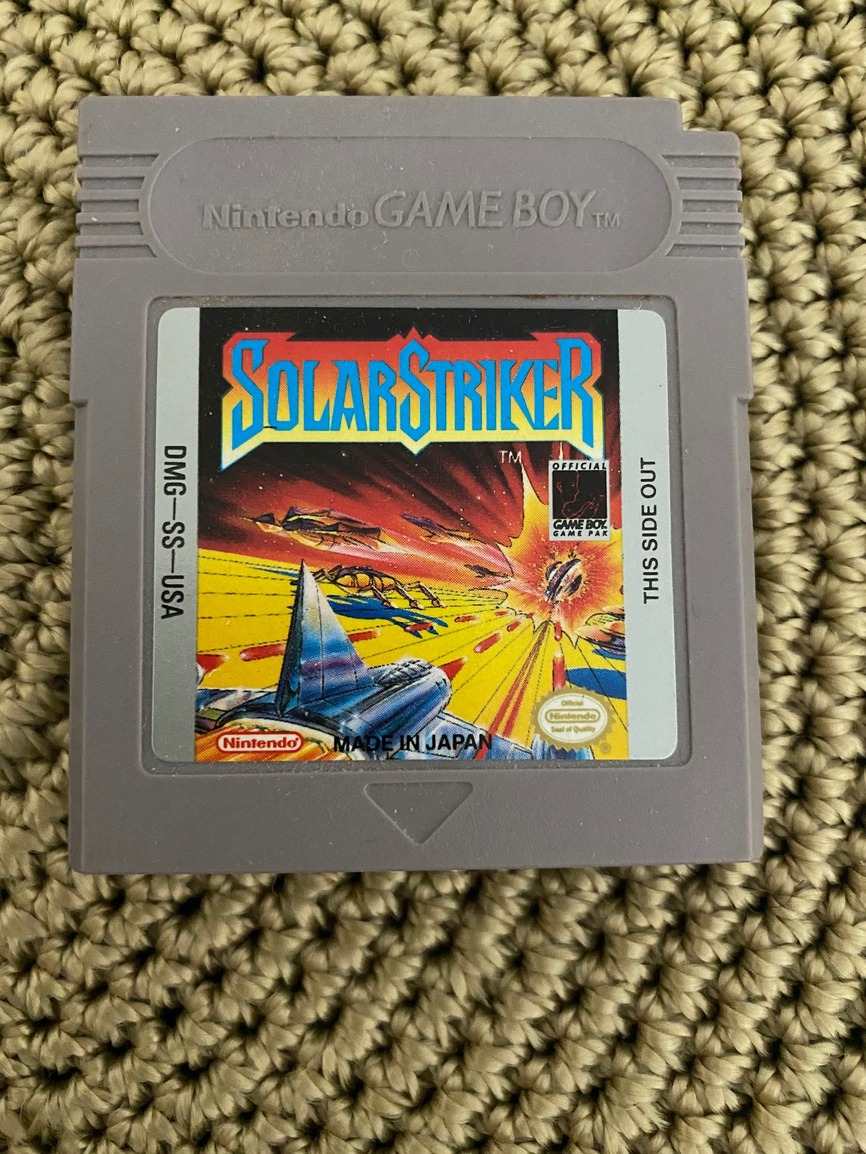 Nintendo GAME BOY TM
SOLARSTRIKER
TM
OFFICIAL
GAME BOY
GAME PAK
DMG—SS—USA
THIS SIDE OUT
Nintendo®
MADE IN JAPAN
Official
Nintendo
Seal of Quality
®